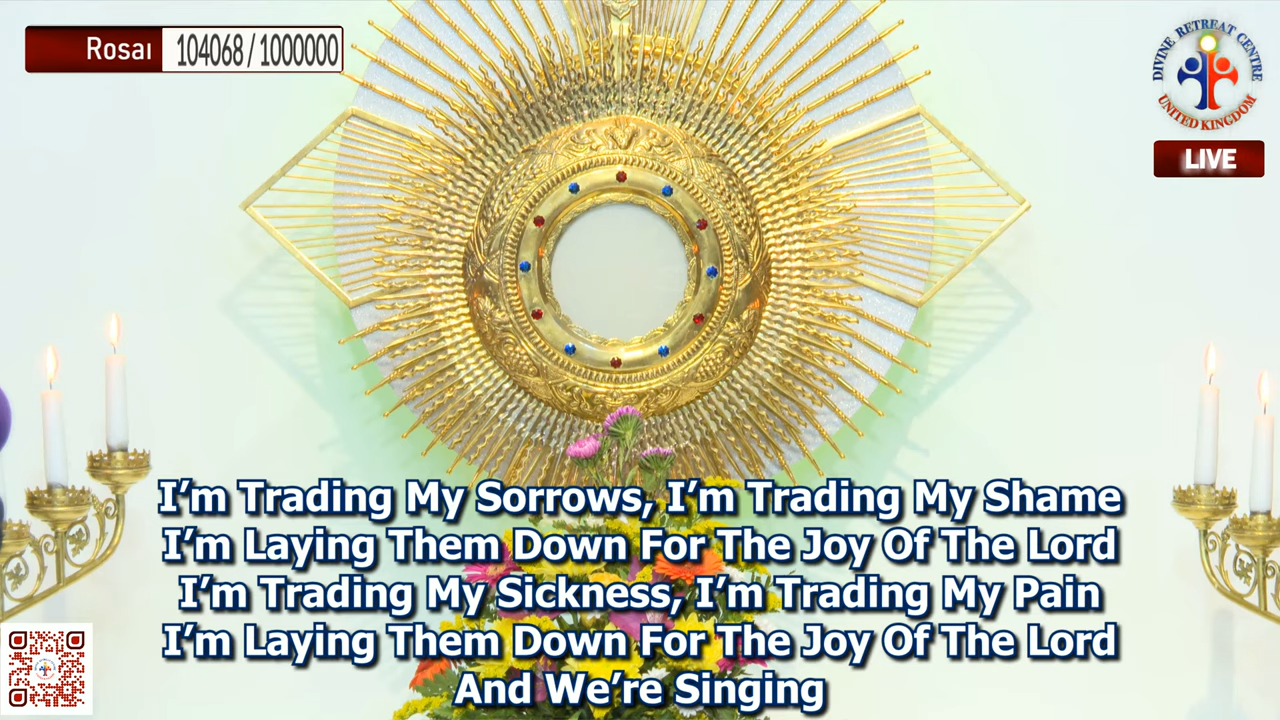 Rosar 104068 / 1000000
DIVINE RETREAT CENTRE
UNITED KINGDOM
LIVE
I’m Trading My Sorrows, I’m Trading My Shame
I’m Laying Them Down For The Joy Of The Lord
I’m Trading My Sickness, I’m Trading My Pain
I’m Laying Them Down For The Joy Of The Lord
And We’re Singing